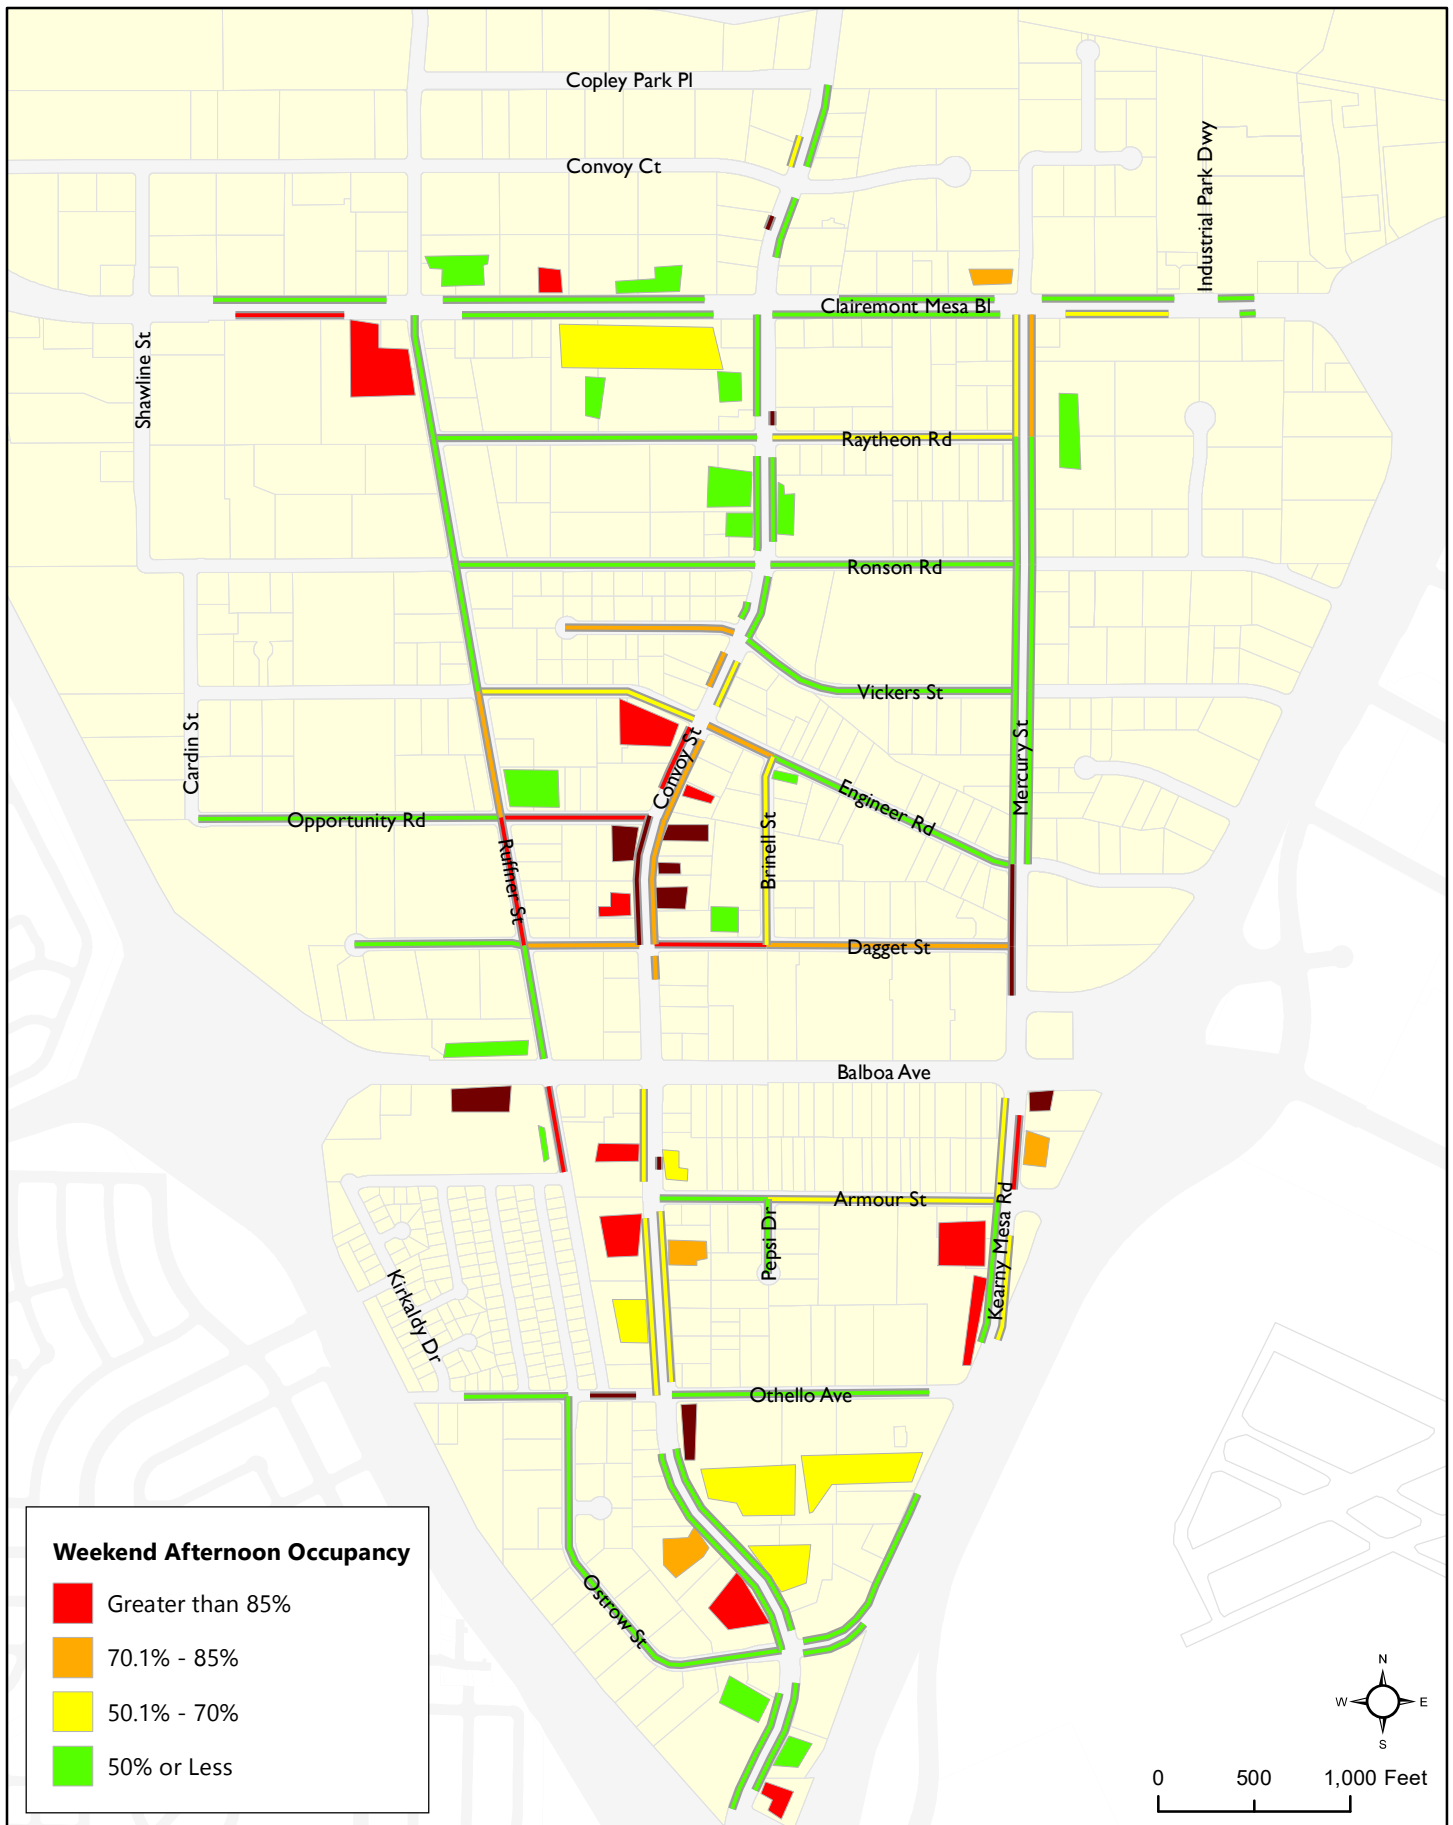 Copley Park Pl
Convoy Ct
Industrial Park Dwy
Clairemont Mesa Bl
Shawline St
Raytheon Rd
Ronson Rd
Vickers St
Cardin St
Convoy St
Mercury St
Engineer Rd
Opportunity Rd
Brinell St
Ruffner St
Dagget St
Balboa Ave
Armour St
Pepsi Dr
Kearny Mesa Rd
Kirkaldy Dr
Othello Ave
Ostrow St
Weekend Afternoon Occupancy
Greater than 85%
70.1% - 85%
50.1% - 70%
50% or Less
N
W E
S
0 500 1,000 Feet